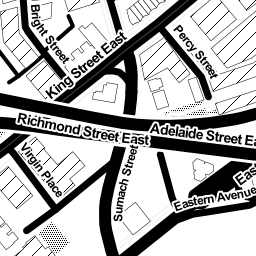 Bright Street
King Street East
Percy Street
Richmond Street East
Adelaide Street Ea
Virgin Place
Sumach Street
Eas
Eastern Avenue